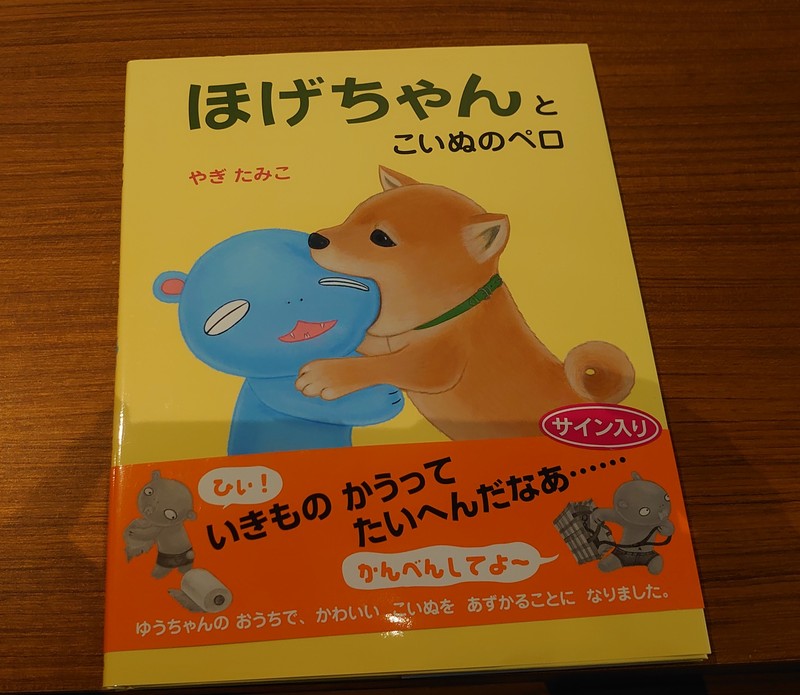 ほげちゃんと
こいぬのペロ
やぎ たみこ
サイン入り
ひぃ！
いきもの かうって
たいへんだなあ……
かんべんしてよ〜
ゆうちゃんの おうちで、かわいい こいぬを あずかることに なりました。